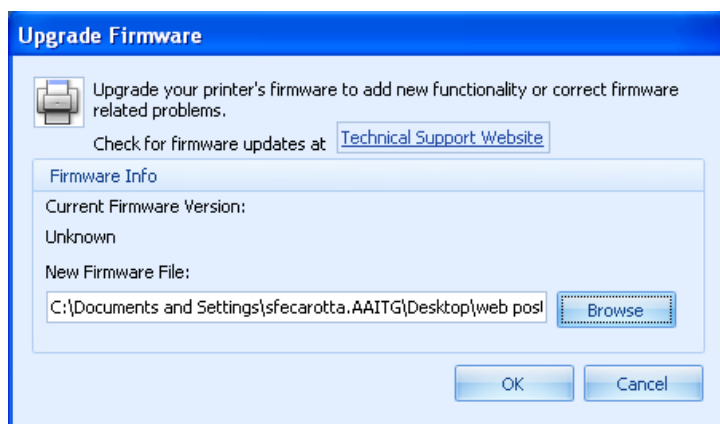 Upgrade Firmware
Upgrade your printer's firmware to add new functionality or correct firmware
related problems.
Check for firmware updates at Technical Support Website
Firmware Info
Current Firmware Version:
Unknown
New Firmware File:
C:\Documents and Settings\sfecarotta.AAITG\Desktop\web
Browse
OK Cancel